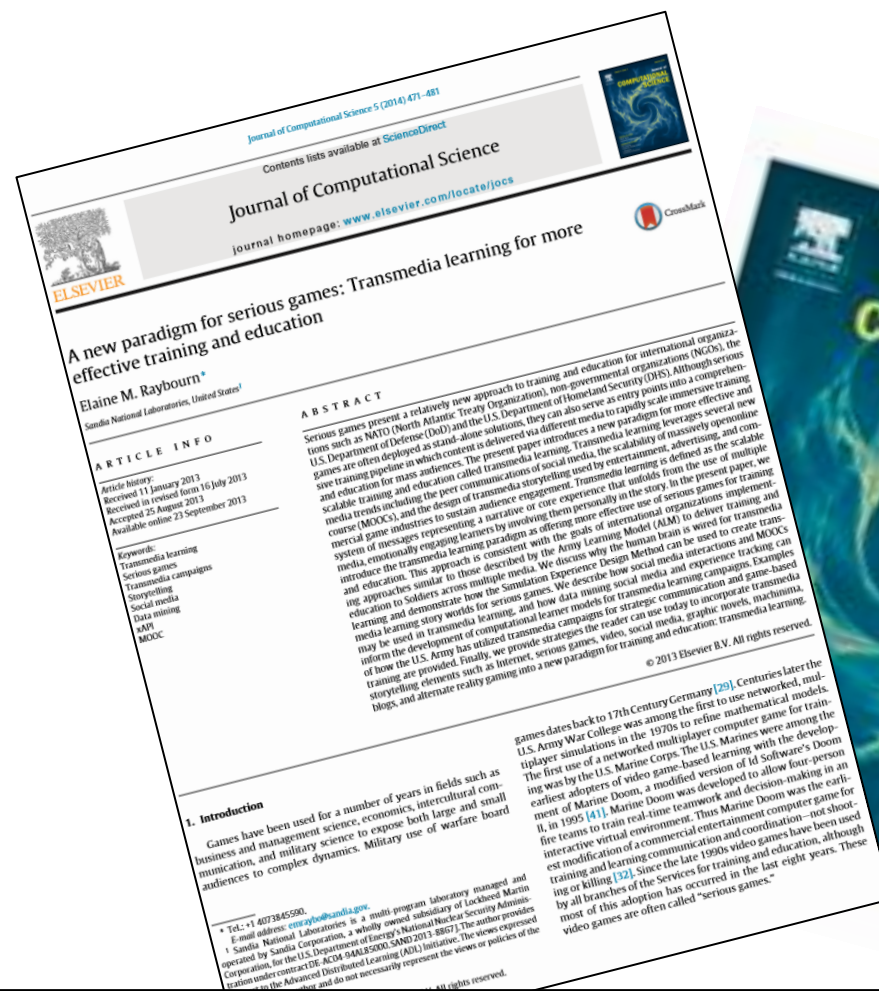 Journal of Computational Science 5 (2014) 471–481
Contents lists available at ScienceDirect
Journal of Computational Science
journal homepage: www.elsevier.com/locate/jocs
ELSEVIER
COMPUTATIONAL
SCIENCE
CrossMark
A new paradigm for serious games: Transmedia learning for more
effective training and education
Elaine M. Raybourn*
Sandia National Laboratories, United States¹
ARTICLE INFO
Article history:
Received 11 January 2013
Received in revised form 16 July 2013
Accepted 25 August 2013
Available online 23 September 2013
Keywords:
Transmedia learning
Serious games
Transmedia campaigns
Storytelling
Social media
Data mining
xAPI
MOOC
ABSTRACT
Serious games present a relatively new approach to training and education for international organiza-
tions such as NATO (North Atlantic Treaty Organization), non-governmental organizations (NGOs), the
U.S. Department of Defense (DoD) and the U.S. Department of Homeland Security (DHS). Although serious
games are often deployed as stand-alone solutions, they can also serve as entry points into a comprehen-
sive training pipeline in which content is delivered via different media to rapidly scale immersive training
and education for mass audiences. The present paper introduces a new paradigm for more effective and
scalable training and education called transmedia learning. Transmedia learning leverages several new
media trends including the peer communications of social media, the scalability of massively openonline
course (MOOCs), and the design of transmedia storytelling used by entertainment, advertising, and com-
mercial game industries to sustain audience engagement. Transmedia learning is defined as the scalable
system of messages representing a narrative or core experience that unfolds from the use of multiple
media, emotionally engaging learners by involving them personally in the story. In the present paper, we
introduce the transmedia learning paradigm as offering more effective use of serious games for training
and education. This approach is consistent with the goals of international organizations implement-
ing approaches similar to those described by the Army Learning Model (ALM) to deliver training and
education to Soldiers across multiple media. We discuss why the human brain is wired for transmedia
learning and demonstrate how the Simulation Experience Design Method can be used to create trans-
media learning story worlds for serious games. We describe how social media interactions and MOOCs
may be used in transmedia learning, and how data mining social media and experience tracking can
inform the development of computational learner models for transmedia learning campaigns. Examples
of how the U.S. Army has utilized transmedia campaigns for strategic communication and game-based
training are provided. Finally, we provide strategies the reader can use today to incorporate transmedia
storytelling elements such as Internet, serious games, video, social media, graphic novels, machinima,
blogs, and alternate reality gaming into a new paradigm for training and education: transmedia learning.
© 2013 Elsevier B.V. All rights reserved.
1. Introduction
Games have been used for a number of years in fields such as
business and management science, economics, intercultural com-
munication, and military science to expose both large and small
audiences to complex dynamics. Military use of warfare board
games dates back to 17th Century Germany [29]. Centuries later the
U.S. Army War College was among the first to use networked, mul-
tiplayer simulations in the 1970s to refine mathematical models.
The first use of a networked multiplayer computer game for train-
ing was by the U.S. Marine Corps. The U.S. Marines were among the
earliest adopters of video game-based learning with the develop-
ment of Marine Doom, a modified version of Id Software's Doom
II, in 1995 [41]. Marine Doom was developed to allow four-person
fire teams to train real-time teamwork and decision-making in an
interactive virtual environment. Thus Marine Doom was the earli-
est modification of a commercial entertainment computer game for
training and learning communication and coordination—not shoot-
ing or killing [32]. Since the late 1990s video games have been used
by all branches of the Services for training and education, although
most of this adoption has occurred in the last eight years. These
video games are often called "serious games."
* Tel.: +1 4073845590.
E-mail address: emraybo@sandia.gov.
¹ Sandia National Laboratories is a multi-program laboratory managed and
operated by Sandia Corporation, a wholly owned subsidiary of Lockheed Martin
Corporation, for the U.S. Department of Energy's National Nuclear Security Adminis-
tration under contract DE-AC04-94AL85000. SAND 2013-8867 J. The author provides
to the Advanced Distributed Learning (ADL) Initiative. The views expressed
and do not necessarily represent the views or policies of the
All rights reserved.